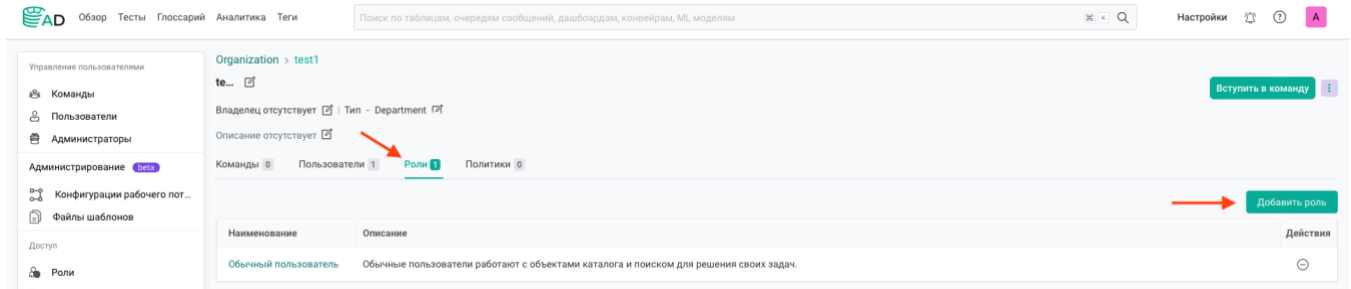 AD Обзор Тесты Глоссарий Аналитика Теги Поиск по таблицам, очередям сообщений, дашбордам, конвейрам, ML моделям ⌘ K Настройки A
Управление пользователями
Команды
Пользователи
Администраторы
Администрирование beta
Конфигурации рабочего пот...
Файлы шаблонов
Доступ
Роли
Organization > test1
te...
Вступить в команду
Владелец отсутствует | Тип - Department
Описание отсутствует
Команды 0 Пользователи 1 Роли 1 Политики 0
Добавить роль
Наименование Описание Действия
Обычный пользователь Обычные пользователи работают с объектами каталога и поиском для решения своих задач.